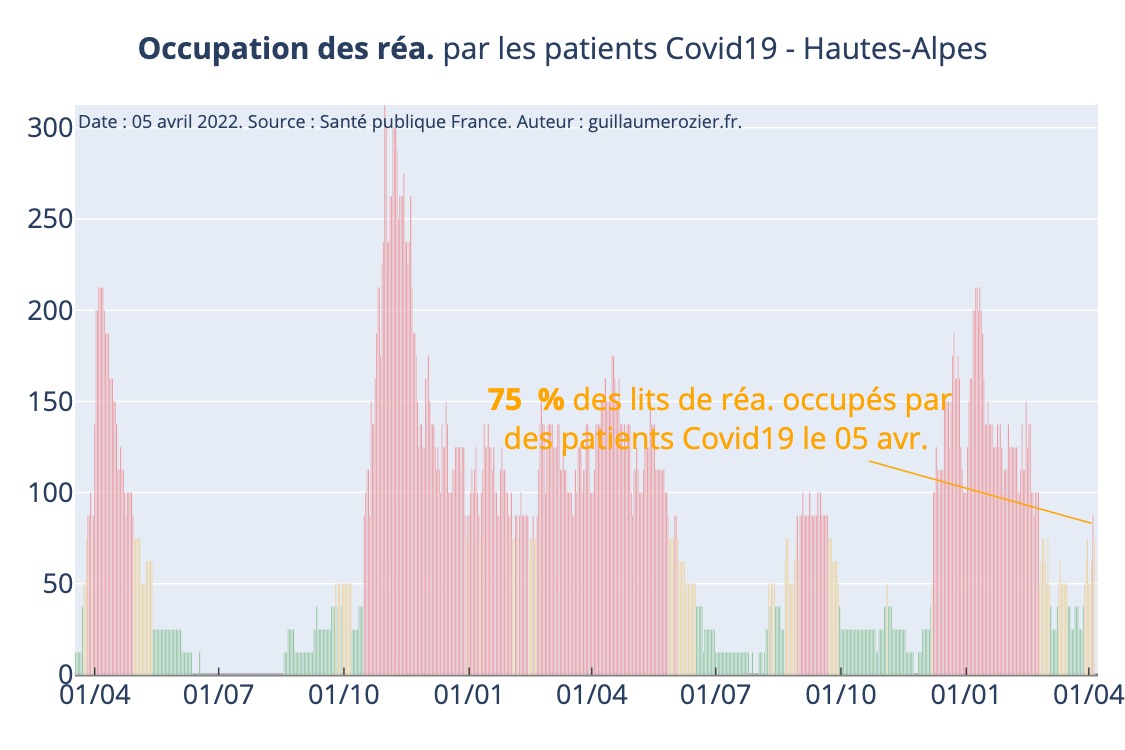 Occupation des réa. par les patients Covid19 - Hautes-Alpes
Date : 05 avril 2022. Source : Santé publique France. Auteur : guillaumerozier.fr.
300
250
200
150
100
50
0
75  % des lits de réa. occupés par
des patients Covid19 le 05 avr.
01/04 01/07 01/10 01/01 01/04 01/07 01/10 01/01 01/04